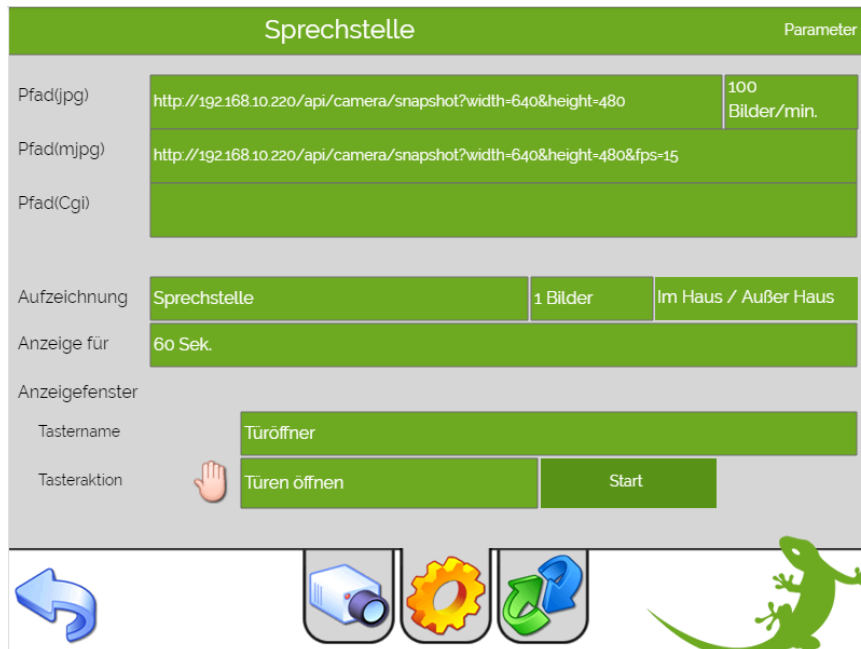 Sprechstelle
Parameter
Pfad(jpg)
http://192.168.10.220/api/camera/snapshot?width=640&height=480
100
Bilder/min.
Pfad(mjpg)
http://192.168.10.220/api/camera/snapshot?width=640&height=480&fps=15
Pfad(Cgi)
Aufzeichnung
Sprechstelle
1 Bilder
Im Haus / Außer Haus
Anzeige für
60 Sek.
Anzeigefenster
Tastername
Türöffner
Tasteraktion
Türen öffnen
Start